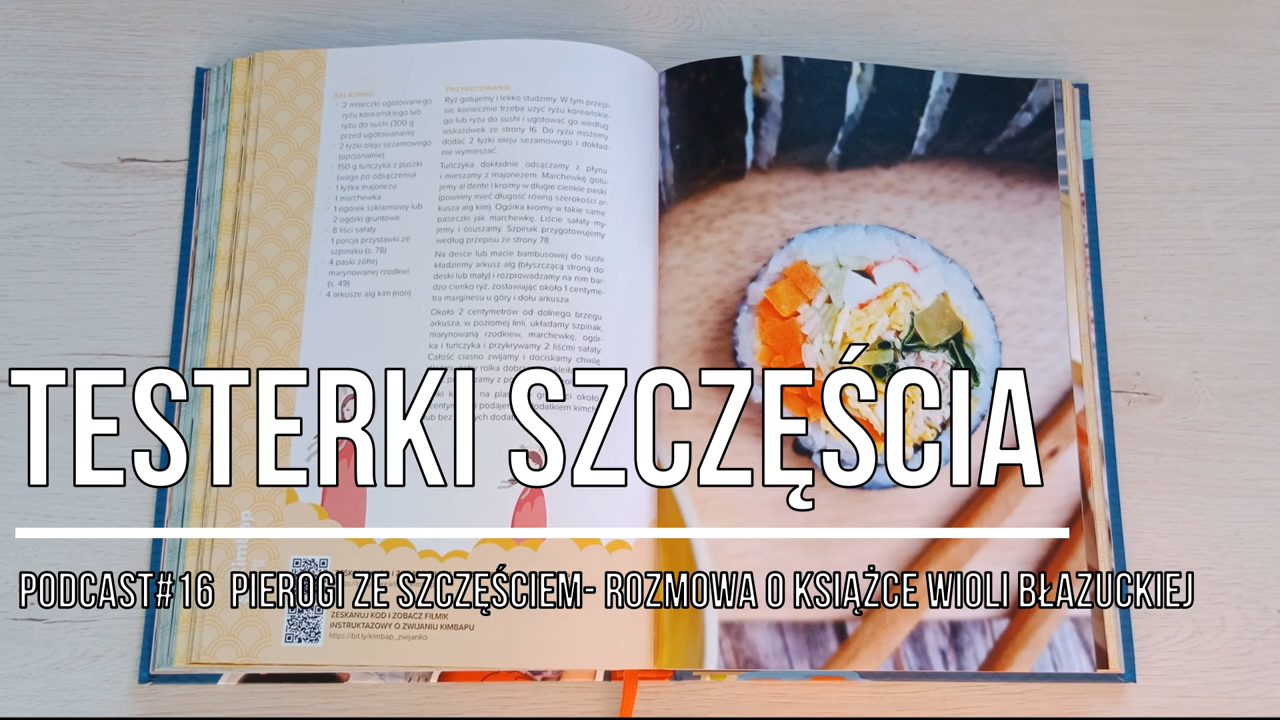 SKŁADNIKI:
2 miseczki ugotowanego
ryżu koreańskiego lub
ryżu do sushi (300 g
przed ugotowaniem)
2 łyżki oleju sezamowego
(opcjonalnie)
150 g tuńczyka z puszki
(waga po odsączeniu)
1 łyżka majonezu
1 marchewka
1 ogórek szklarniowy lub
2 ogórki gruntowe
8 liści sałaty
1 porcja przystawki ze
szpinaku (s. 78)
4 paski żółtej
marynowanej rzodkwi
(s. 49)
4 arkusze alg kim (nori)
PRZYGOTOWANIE:
Ryż gotujemy i lekko studzimy. W tym przepi-
sie koniecznie trzeba użyć ryżu koreańskie-
go lub ryżu do sushi i ugotować go według
wskazówek ze strony 16. Do ryżu możemy
dodać 2 łyżki oleju sezamowego i dokład-
nie wymieszać.
Tuńczyka dokładnie odsączamy z płynu
i mieszamy z majonezem. Marchewkę gotu-
jemy al dente i kroimy w długie cienkie paski
(powinny mieć długość równą szerokości ar-
kusza alg kim). Ogórka kroimy w takie same
paseczki jak marchewkę. Liście sałaty my-
jemy i osuszamy. Szpinak przygotowujemy
według przepisu ze strony 78.
Na desce lub macie bambusowej do sushi
kładziemy arkusz alg (błyszczącą stroną do
deski lub maty) i rozprowadzamy na nim bar-
dzo cienko ryż, zostawiając około 1 centyme-
tra marginesu u góry i dołu arkusza.
Około 2 centymetrów od dolnego brzegu
arkusza, w poziomej linii, układamy szpinak,
marynowaną rzodkiew, marchewkę, ogór-
ka i tuńczyka i przykrywamy 2 liśćmi sałaty
Całość ciasno zwijamy i dociskamy chwilę
TESTERKI SZCZĘŚCIA
PODCAST#16 PIEROGI ZE SZCZĘŚCIEM- ROZMOWA O KSIĄŻCE WIOLI BŁAZUCKIEJ
ZESKANUJ KOD I ZOBACZ FILMIK
INSTRUKTAŻOWY O ZWIJANIU KIMBAPU
https://bit.ly/kimbap_zwijanko